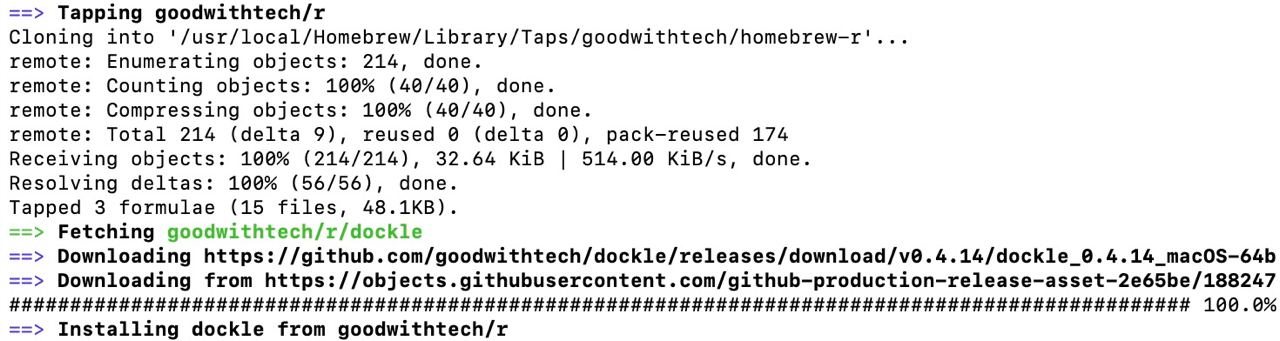 ==> Tapping goodwithtech/r
Cloning into '/usr/local/Homebrew/Library/Taps/goodwithtech/homebrew-r'...
remote: Enumerating objects: 214, done.
remote: Counting objects: 100% (40/40), done.
remote: Compressing objects: 100% (40/40), done.
remote: Total 214 (delta 9), reused 0 (delta 0), pack-reused 174
Receiving objects: 100% (214/214), 32.64 KiB | 514.00 KiB/s, done.
Resolving deltas: 100% (56/56), done.
Tapped 3 formulae (15 files, 48.1KB).
==> Fetching goodwithtech/r/dockle
==> Downloading https://github.com/goodwithtech/dockle/releases/download/v0.4.14/dockle_0.4.14_macOS-64b
==> Downloading from https://objects.githubusercontent.com/github-production-release-asset-2e65be/188247
################################################################################################# 100.0%
==> Installing dockle from goodwithtech/r